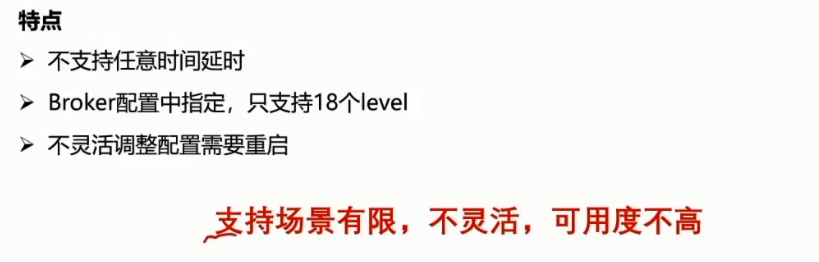 特点
➤ 不支持任意时间延时
➤ Broker配置中指定，只支持18个level
➤ 不灵活调整配置需要重启
支持场景有限，不灵活，可用度不高